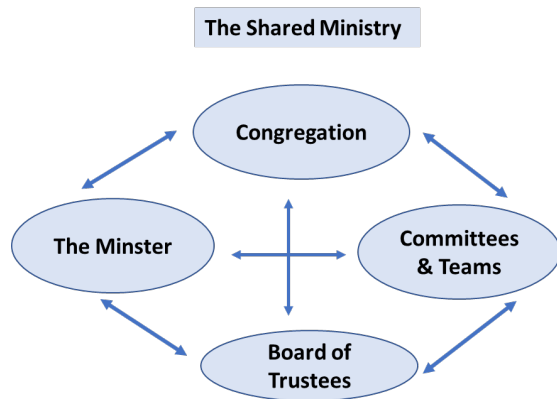 The Shared Ministry
Congregation
The Minster
Committees
& Teams
Board of
Trustees